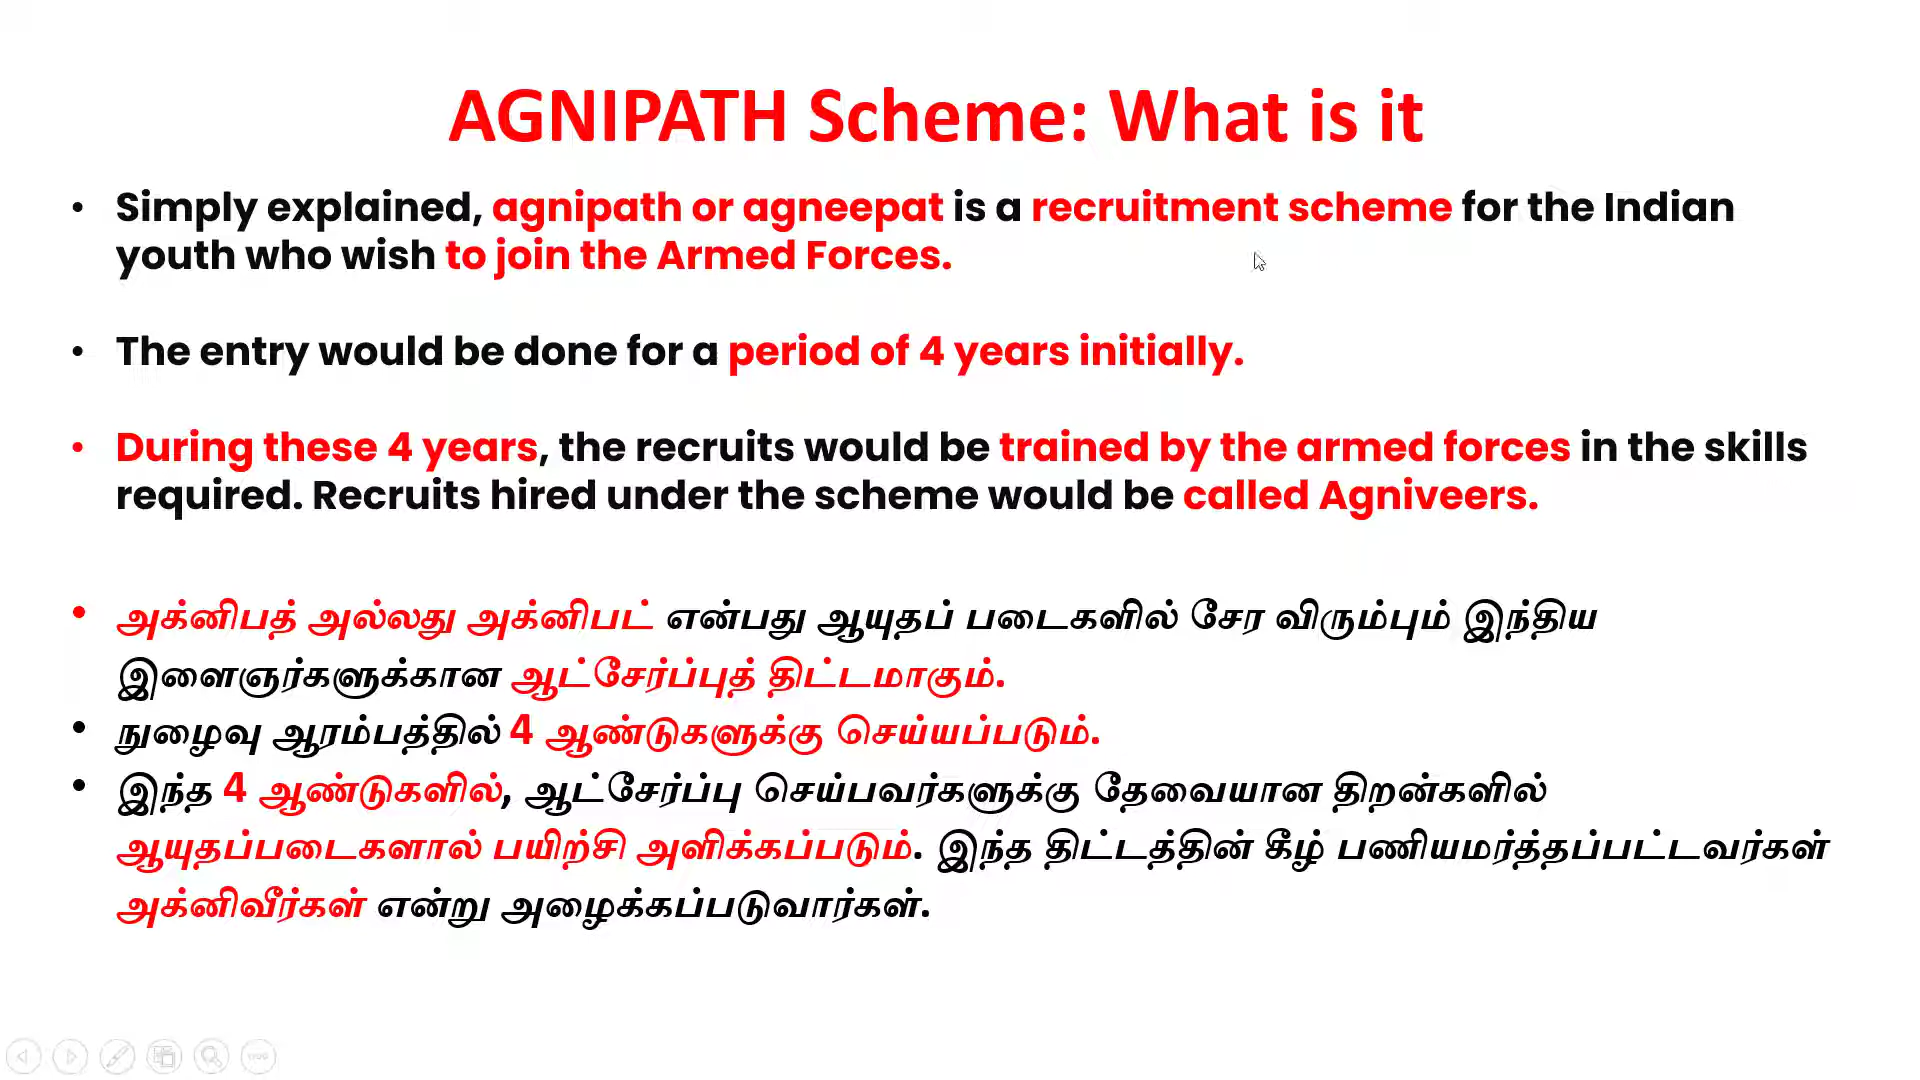 AGNIPATH Scheme: What is it
• Simply explained, agnipath or agneepat is a recruitment scheme for the Indian
youth who wish to join the Armed Forces.
• The entry would be done for a period of 4 years initially.
• During these 4 years, the recruits would be trained by the armed forces in the skills
required. Recruits hired under the scheme would be called Agniveers.
• அக்னிபத் அல்லது அக்னிபட் என்பது ஆயுதப் படைகளில் சேர விரும்பும் இந்திய
இளைஞர்களுக்கான ஆட்சேர்ப்புத் திட்டமாகும்.
• நுழைவு ஆரம்பத்தில் 4 ஆண்டுகளுக்கு செய்யப்படும்.
• இந்த 4 ஆண்டுகளில், ஆட்சேர்ப்பு செய்பவர்களுக்கு தேவையான திறன்களில்
ஆயுதப்படைகளால் பயிற்சி அளிக்கப்படும். இந்த திட்டத்தின் கீழ் பணியமர்த்தப்பட்டவர்கள்
அக்னிவீர்கள் என்று அழைக்கப்படுவார்கள்.